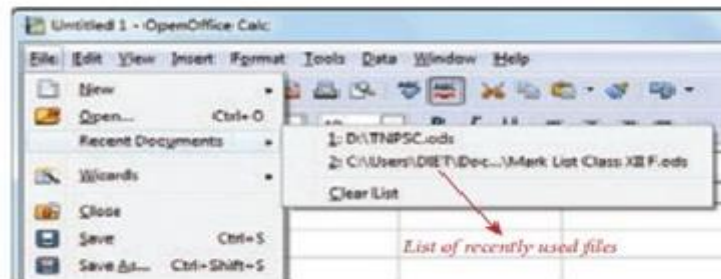 Untitled 1 - OpenOffice Calc
File Edit View Insert Format Tools Data Window Help
New
Open... Ctrl+O
Recent Documents
1: D:\TNPSC.ods
2: C:\Users\DIET\Doc...\Mark List Class XII F.ods
Clear List
Wizards
Close
Save Ctrl+S
Save As... Ctrl+Shift+S
List of recently used files